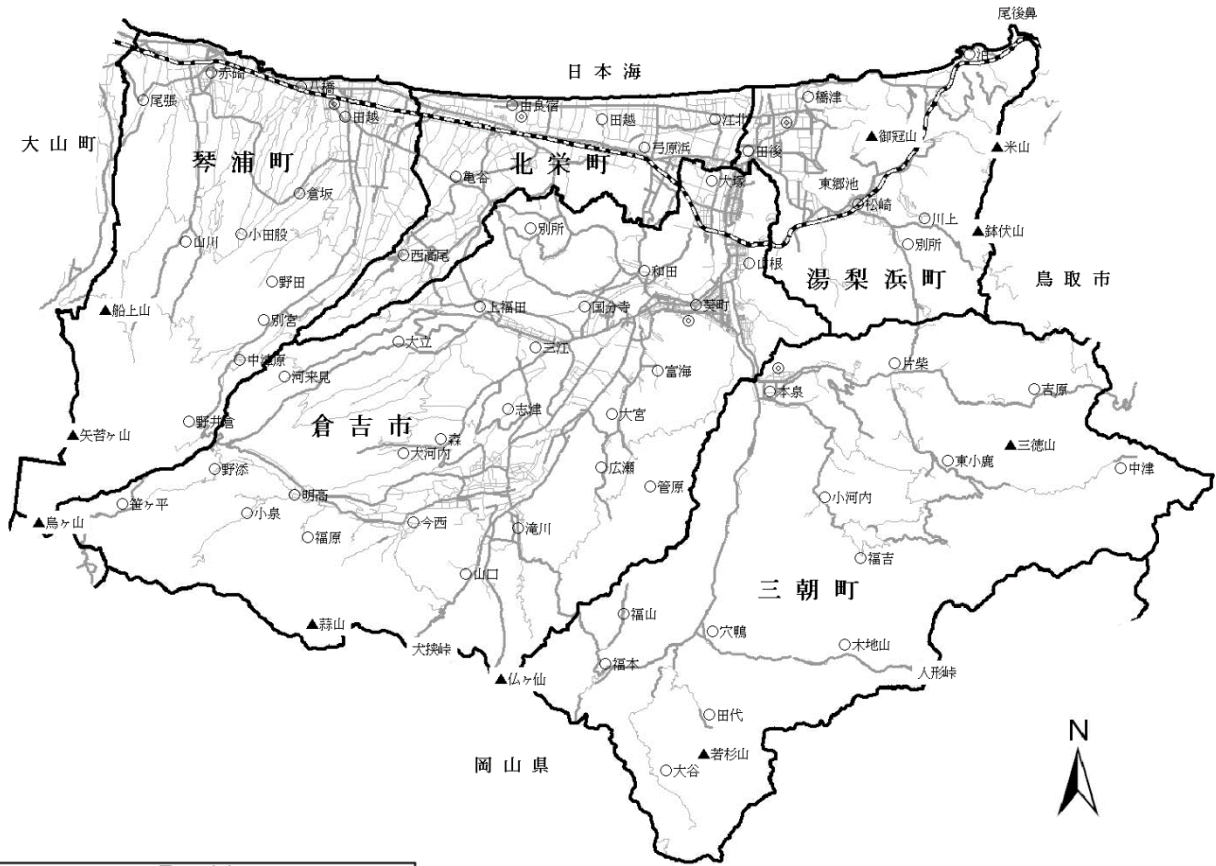 尾後鼻
泊
日本海
赤崎
八橋
橋津
尾張
由良宿
田越
田越
江北
御冠山
大山町
琴浦町
北栄町
弓原浜
田後
米山
亀谷
大塚
東郷池
倉坂
松崎
川上
小田股
別所
鉢伏山
山川
別所
西高尾
和田
山根
野田
湯梨浜町
鳥取市
船上山
別宮
上福田
国分寺
葵町
大立
三江
中津原
河来見
富海
片柴
本泉
吉原
志津
大宮
野井倉
倉吉市
矢筈ヶ山
森
三徳山
大河内
野添
広瀬
東小鹿
中津
明高
菅原
笹ヶ平
小河内
小泉
今西
烏ヶ山
滝川
福原
福吉
山口
三朝町
福山
蒜山
穴鴨
犬挟峠
木地山
福本
人形峠
仏ヶ仙
田代
N
若杉山
岡山県
大谷